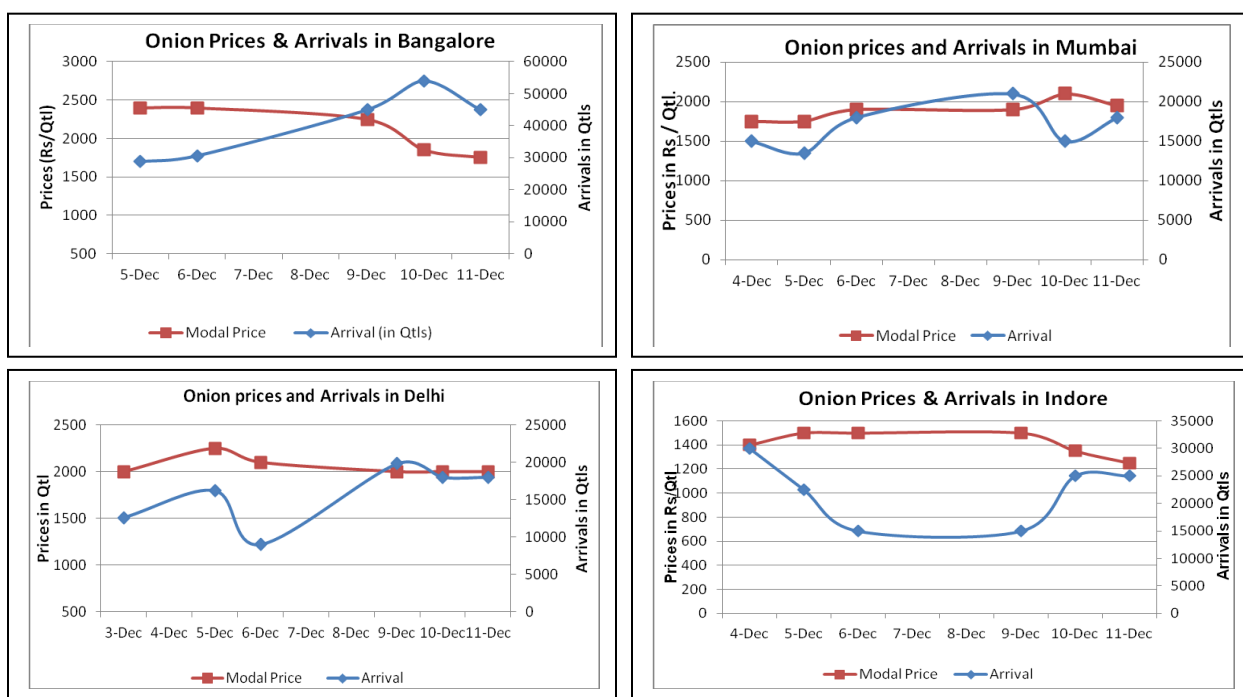 Onion Prices & Arrivals in Bangalore
Prices (Rs/Qtl)
3000
2500
2000
1500
1000
500
60000
50000
40000
30000
20000
10000
0
Arrivals in Qtls
5-Dec 6-Dec 7-Dec 8-Dec 9-Dec 10-Dec 11-Dec
Modal Price Arrival (in Qtls)
Onion prices and Arrivals in Mumbai
Prices in Rs / Qtl.
2500
2000
1500
1000
500
0
25000
20000
15000
10000
5000
0
Arrivals in Qtls
4-Dec 5-Dec 6-Dec 7-Dec 8-Dec 9-Dec 10-Dec 11-Dec
Modal Price Arrival
Onion prices and Arrivals in Delhi
Prices in Qtl
2500
2000
1500
1000
500
25000
20000
15000
10000
5000
0
Arrivals in Qtls
3-Dec 4-Dec 5-Dec 6-Dec 7-Dec 8-Dec 9-Dec 10-Dec 11-Dec
Modal Price Arrival
Onion Prices & Arrivals in Indore
Prices in Rs/Qtl
1600
1400
1200
1000
800
600
400
200
0
35000
30000
25000
20000
15000
10000
5000
0
Arrivals in Qtls
4-Dec 5-Dec 6-Dec 7-Dec 8-Dec 9-Dec 10-Dec 11-Dec
Modal Price Arrival